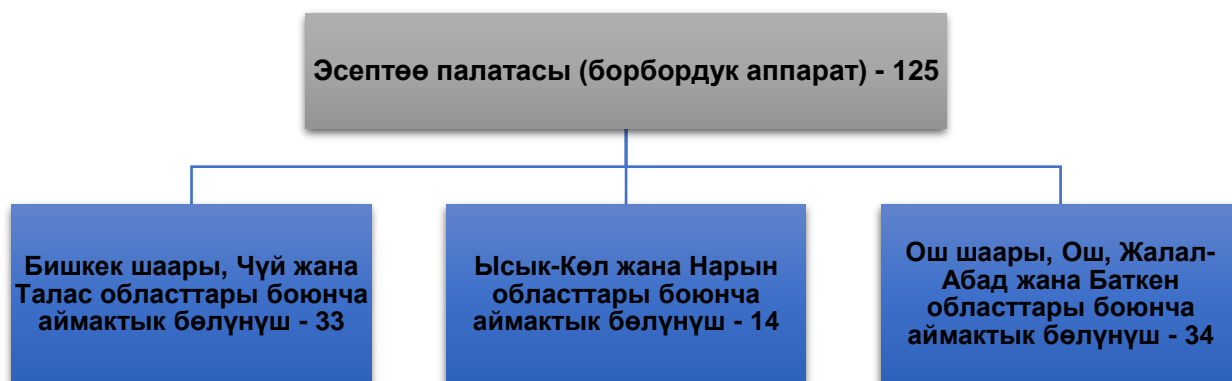 Эсептөө палатасы (борбордук аппарат) - 125
Бишкек шаары, Чүй жана
Талас областтары боюнча
аймактык бөлүнүш - 33
Ысык-Көл жана Нарын
областтары боюнча
аймактык бөлүнүш - 14
Ош шаары, Ош, Жалал-
Абад жана Баткен
областтары боюнча
аймактык бөлүнүш - 34